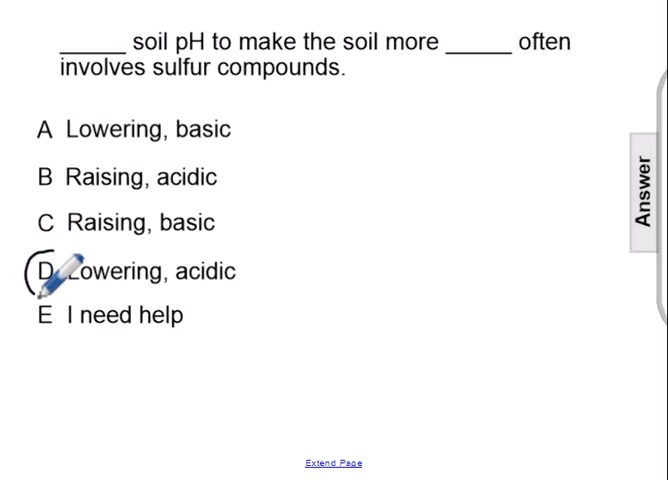 _____ soil pH to make the soil more _____ often
involves sulfur compounds.
A Lowering, basic
B Raising, acidic
C Raising, basic
D Lowering, acidic
E I need help
Answer
Extend Page